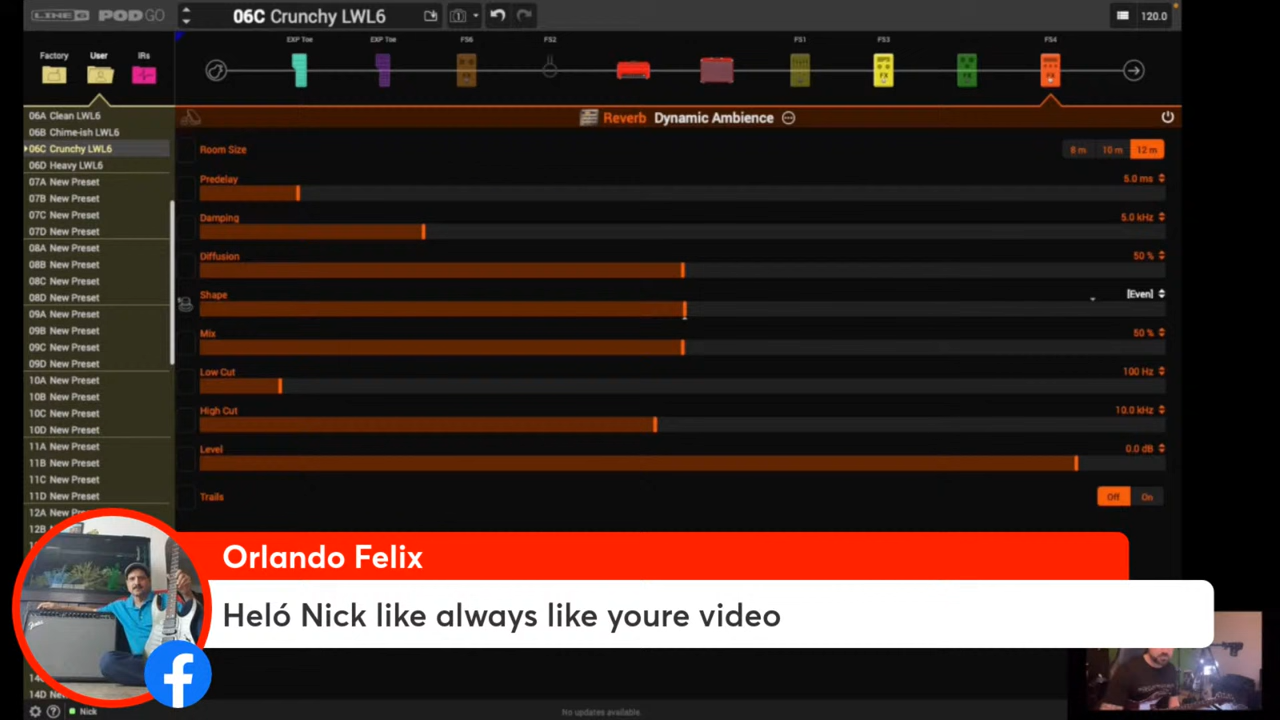 LINE 6 POD GO
06C Crunchy LWL6
120.0
Factory User IRs
EXP Toe EXP Toe FS6 FS2 FS1 FS3 FS4
Reverb Dynamic Ambience
06A Clean LWL6
06B Chime-ish LWL6
06C Crunchy LWL6
06D Heavy LWL6
07A New Preset
07B New Preset
07C New Preset
07D New Preset
08A New Preset
08B New Preset
08C New Preset
08D New Preset
09A New Preset
09B New Preset
09C New Preset
09D New Preset
10A New Preset
10B New Preset
10C New Preset
10D New Preset
11A New Preset
11B New Preset
11C New Preset
11D New Preset
12A New Preset
12B
14D
Room Size 8 m 10 m 12 m
Predelay 5.0 ms
Damping 5.0 kHz
Diffusion 50 %
Shape [Even]
Mix 50 %
Low Cut 100 Hz
High Cut 10.0 kHz
Level 0.0 dB
Trails Off On
Orlando Felix
Heló Nick like always like youre video
Nick
No updates available.